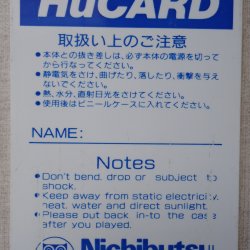 HuCARD
取扱い上のご注意
●本体との抜き差しは、必ず本体の電源を切って
から行なってください。
●静電気をさけ、曲げたり、落したり、衝撃を与え
ないでください。
●熱、水分、直射日光をさけてください。
●使用後はビニールケースに入れてください。
NAME:
Notes
●Don't bend, drop or subject to
shock.
●Keep away from static electricity,
heat, water and direct sunlight.
●Please put back in-to the case
after you played.
Nichibutsu